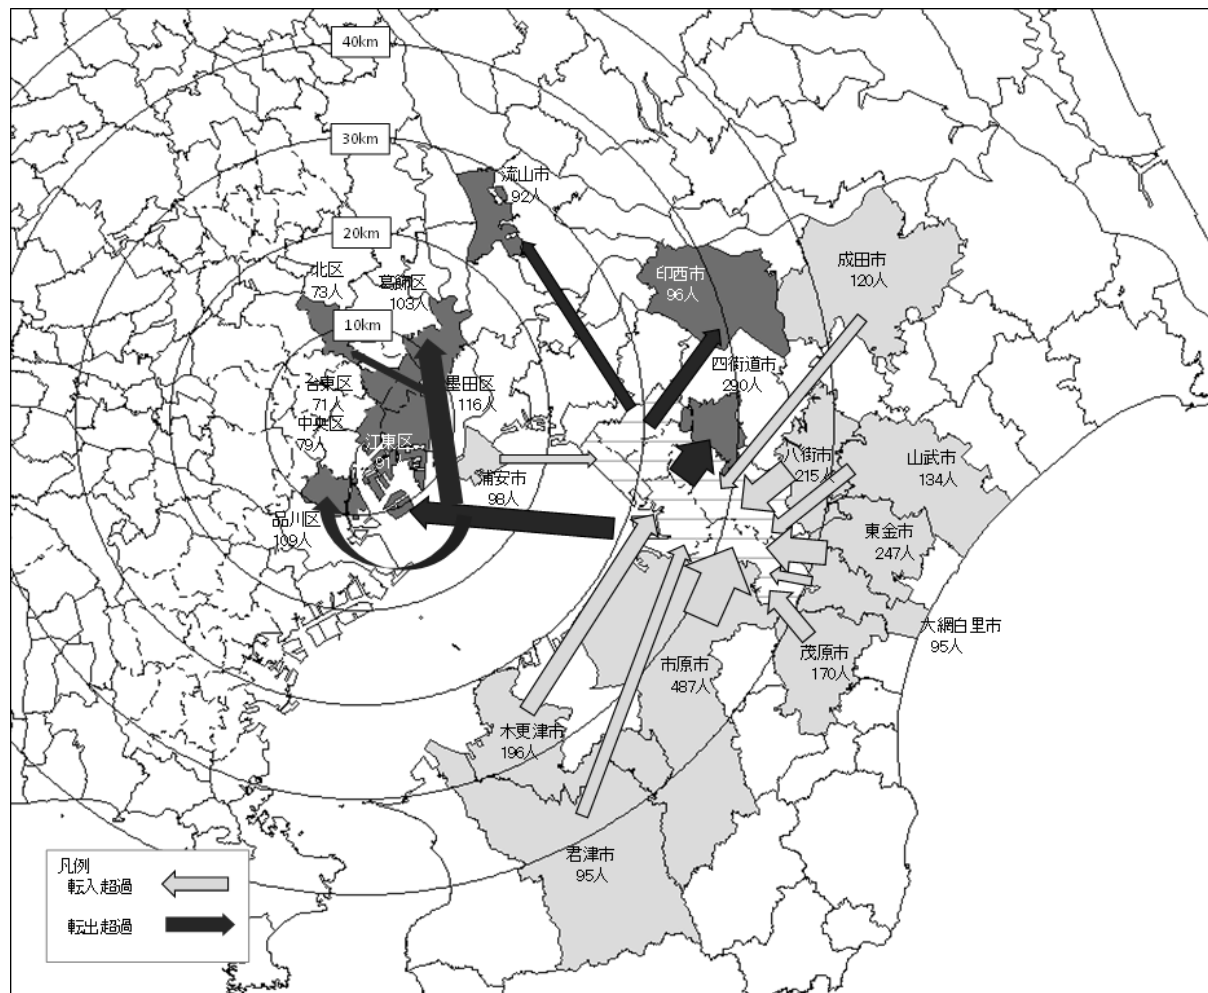 40km
30km
流山市
92人
20km
成田市
120人
北区
73人
葛飾区
103人
印西市
96人
10km
四街道市
290人
台東区
71人
墨田区
116人
中央区
79人
江東区
91
八街市
215人
山武市
134人
浦安市
98人
品川区
109人
東金市
247人
大網白里市
95人
茂原市
170人
市原市
487人
木更津市
196人
君津市
95人
凡例
転入超過
転出超過